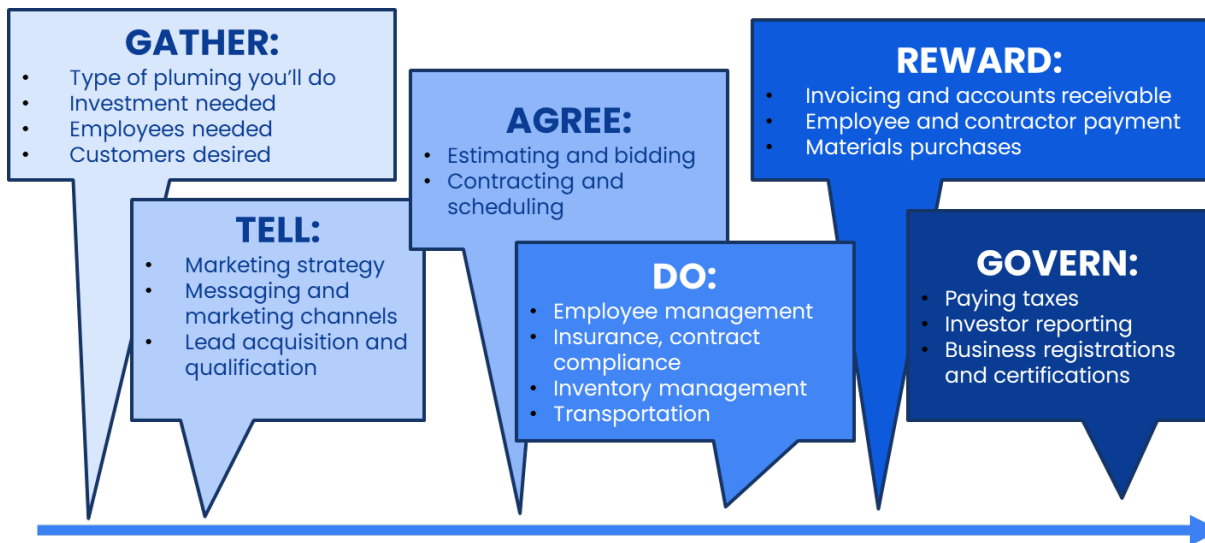 GATHER:
• Type of pluming you'll do
• Investment needed
• Employees needed
• Customers desired
TELL:
• Marketing strategy
• Messaging and
marketing channels
• Lead acquisition and
qualification
AGREE:
• Estimating and bidding
• Contracting and
scheduling
DO:
• Employee management
• Insurance, contract
compliance
• Inventory management
• Transportation
REWARD:
• Invoicing and accounts receivable
• Employee and contractor payment
• Materials purchases
GOVERN:
• Paying taxes
• Investor reporting
• Business registrations
and certifications